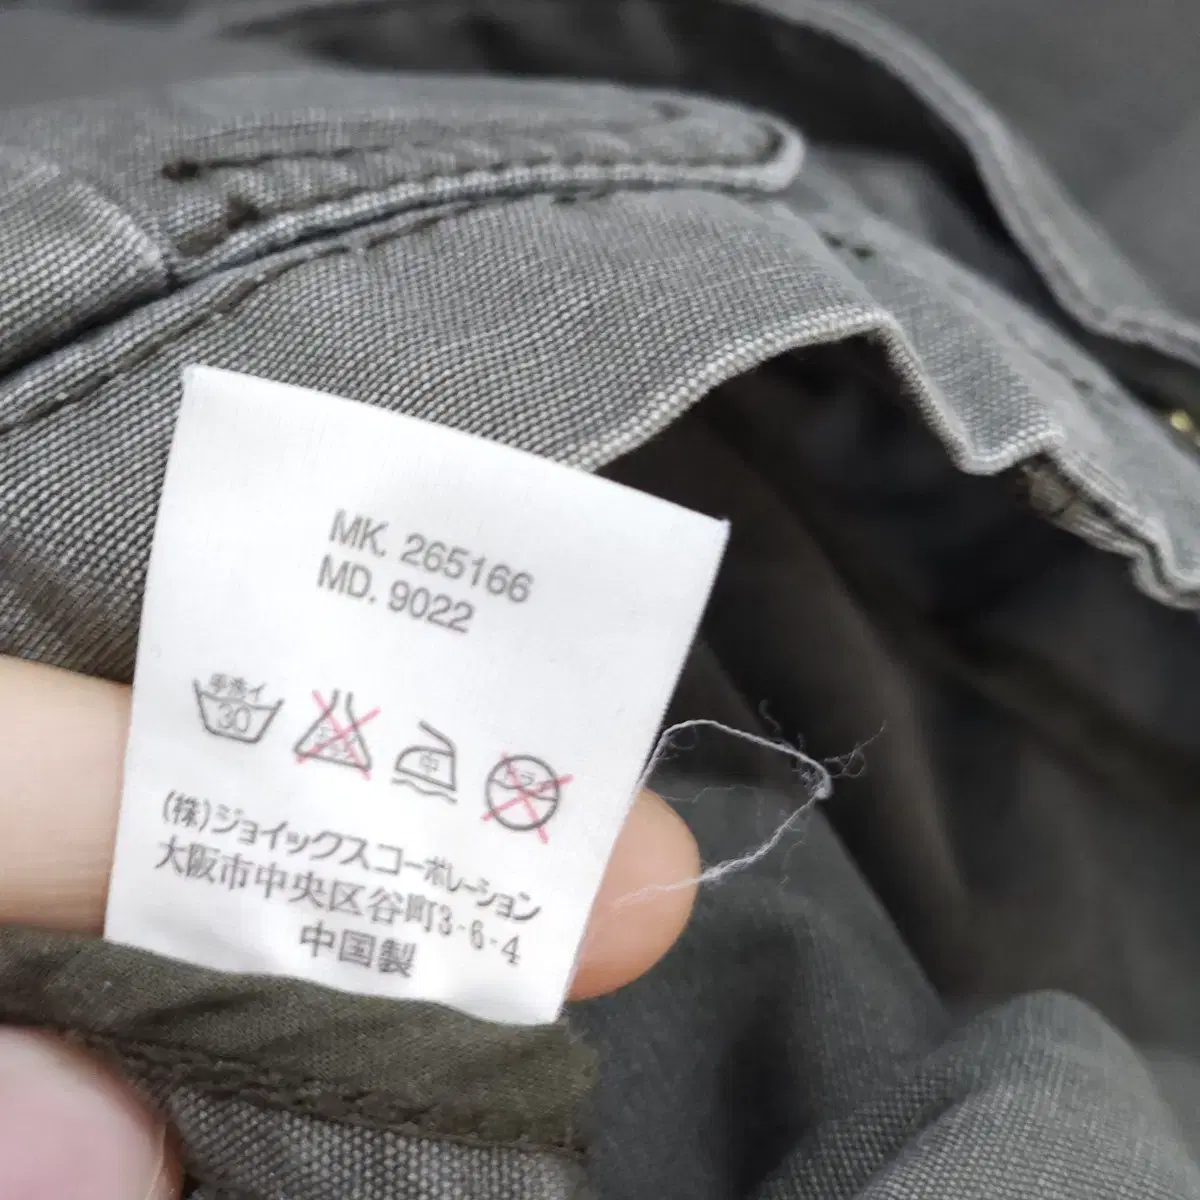 MK. 265166
MD. 9022
手洗イ
30
中
(株)ジョイックスコーポレーション
大阪市中央区谷町3-6-4
中国製